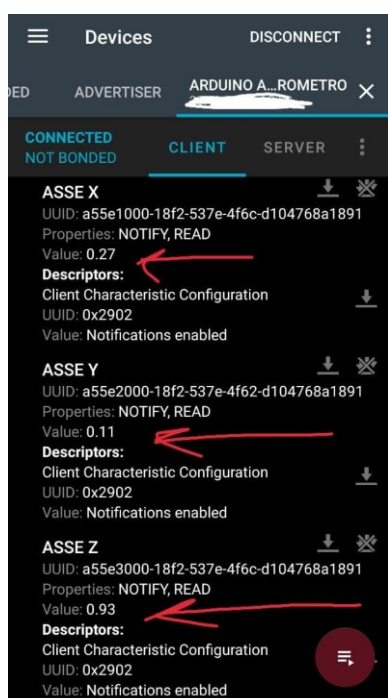 Devices DISCONNECT
DED ADVERTISER ARDUINO A...ROMETRO
CONNECTED
NOT BONDED CLIENT SERVER
ASSE X
UUID: a55e1000-18f2-537e-4f6c-d104768a1891
Properties: NOTIFY, READ
Value: 0.27
Descriptors:
Client Characteristic Configuration
UUID: 0x2902
Value: Notifications enabled
ASSE Y
UUID: a55e2000-18f2-537e-4f62-d104768a1891
Properties: NOTIFY, READ
Value: 0.11
Descriptors:
Client Characteristic Configuration
UUID: 0x2902
Value: Notifications enabled
ASSE Z
UUID: a55e3000-18f2-537e-4f6c-d104768a1891
Properties: NOTIFY, READ
Value: 0.93
Descriptors:
Client Characteristic Configuration
UUID: 0x2902
Value: Notifications enabled